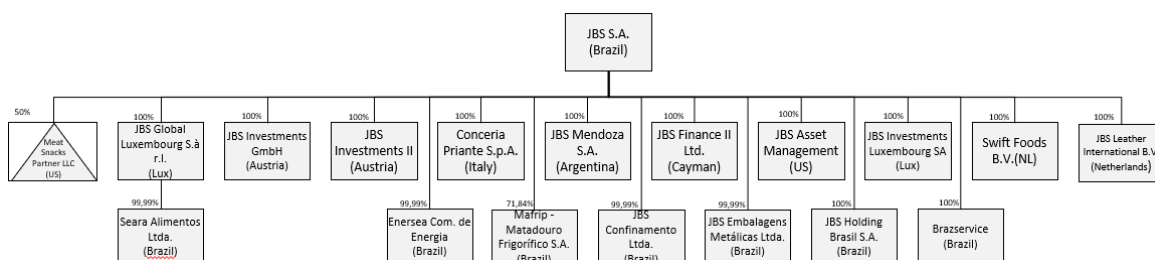 JBS S.A.
(Brazil)
50%
100%
100%
100%
100%
100%
100%
100%
100%
100%
100%
Meat
Snacks
Partner LLC
(US)
JBS Global
Luxembourg S.à
r.l.
(Lux)
JBS Investments
GmbH
(Austria)
JBS
Investments II
(Austria)
Conceria
Priante S.p.A.
(Italy)
JBS Mendoza
S.A.
(Argentina)
JBS Finance II
Ltd.
(Cayman)
JBS Asset
Management
(US)
JBS Investments
Luxembourg SA
(Lux)
Swift Foods
B.V.(NL)
JBS Leather
International B.V
(Netherlands)
99,99%
99,99%
71,84%
99,99%
99,99%
100%
100%
Seara Alimentos
Ltda.
(Brazil)
Enersea Com. de
Energia
(Brazil)
Mafrip -
Matadouro
Frigorífico S.A.
(Brazil)
JBS
Confinamento
Ltda.
(Brazil)
JBS Embalagens
Metálicas Ltda.
(Brazil)
JBS Holding
Brasil S.A.
(Brazil)
Brazservice
(Brazil)